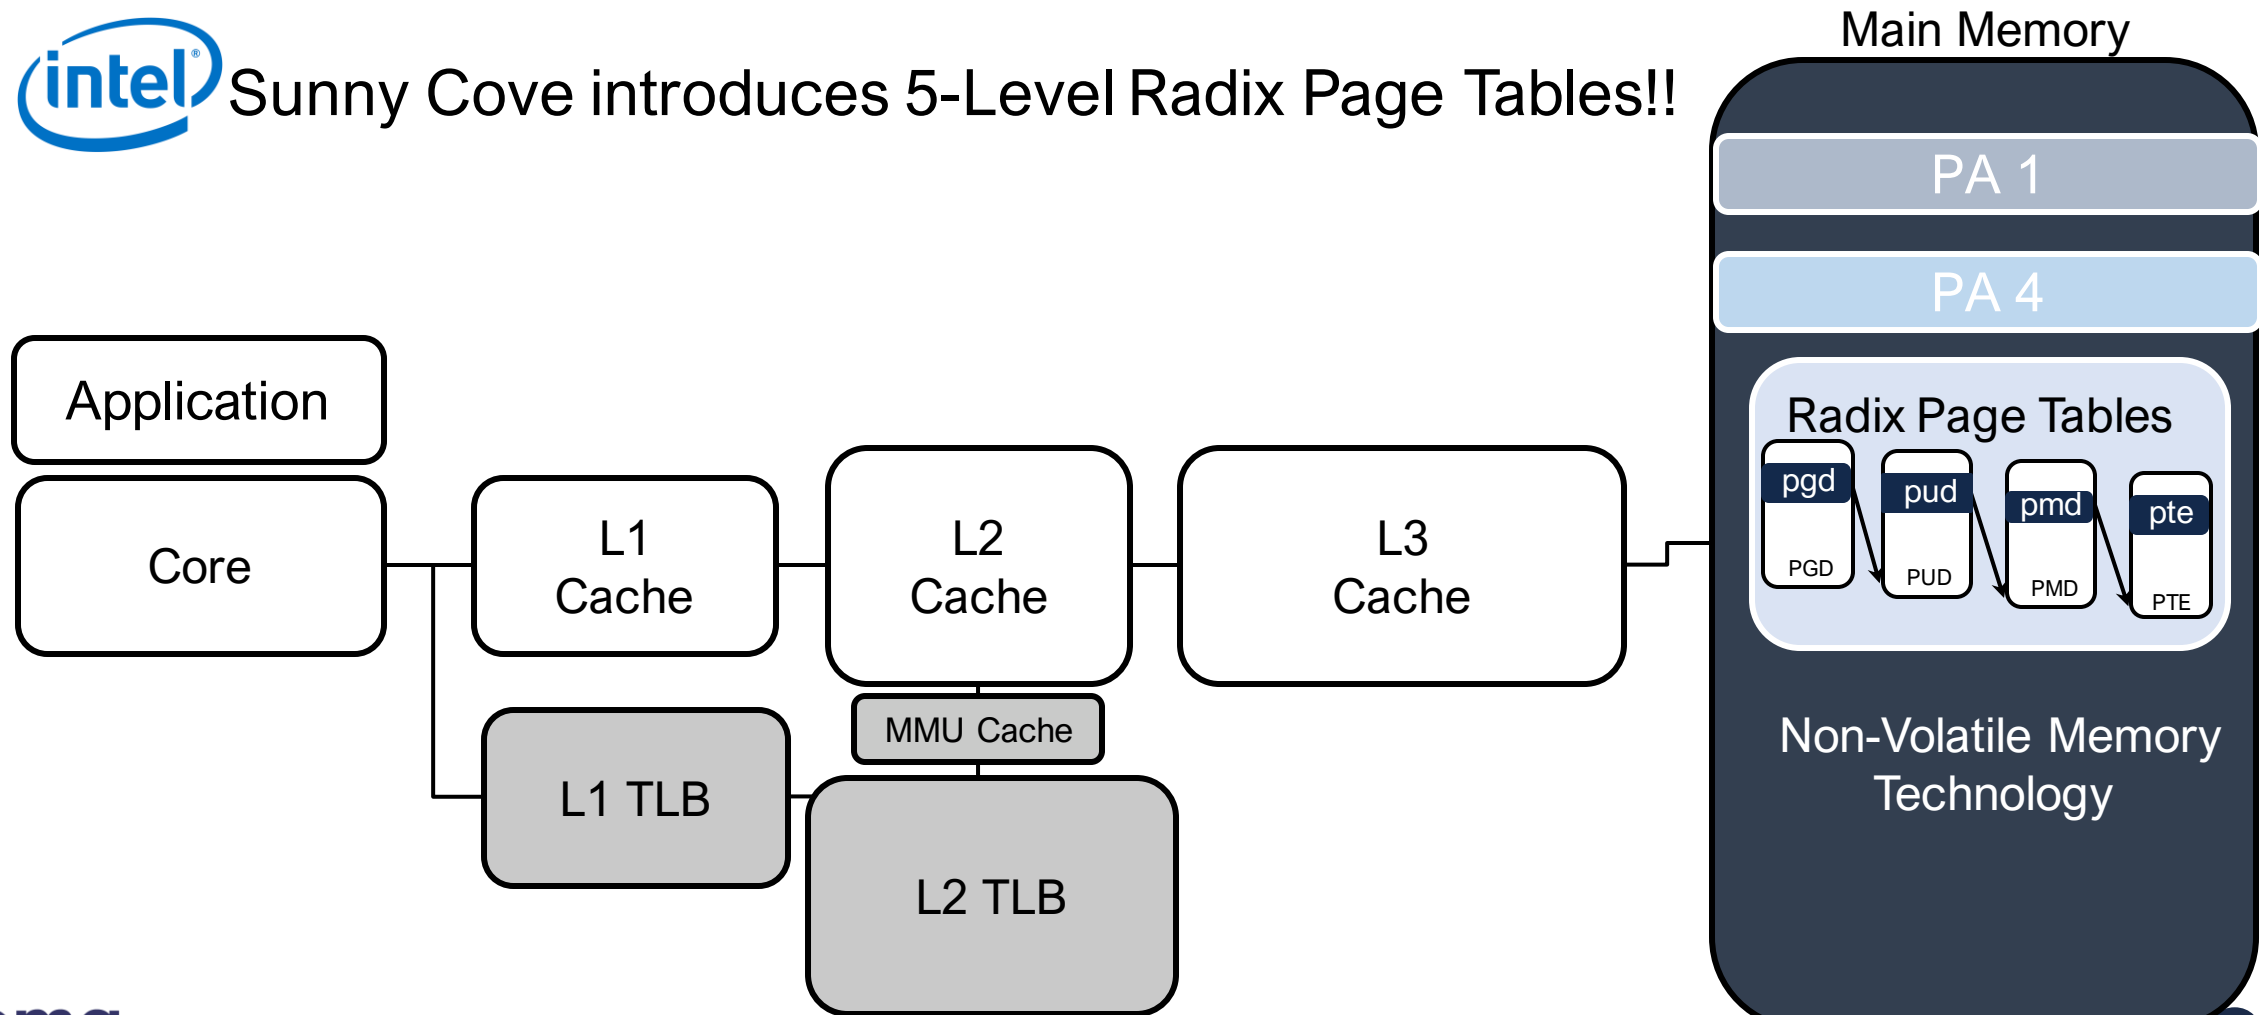 Main Memory
intel®
Sunny Cove introduces 5-Level Radix Page Tables!!
PA 1
PA 4
Application
Radix Page Tables
pgd
pud
pmd
pte
PGD
PUD
PMD
PTE
Core
L1
Cache
L2
Cache
L3
Cache
MMU Cache
L1 TLB
L2 TLB
Non-Volatile Memory
Technology